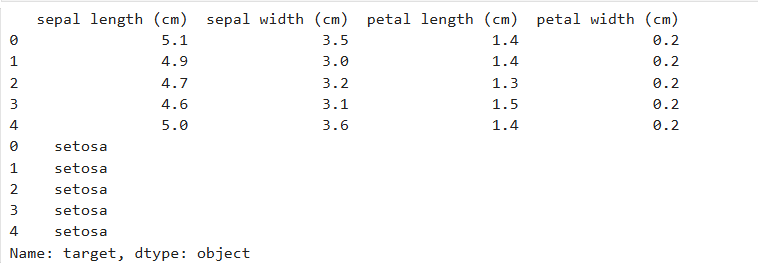 sepal length (cm)  sepal width (cm)  petal length (cm)  petal width (cm)
0                5.1               3.5                1.4               0.2
1                4.9               3.0                1.4               0.2
2                4.7               3.2                1.3               0.2
3                4.6               3.1                1.5               0.2
4                5.0               3.6                1.4               0.2
0    setosa
1    setosa
2    setosa
3    setosa
4    setosa
Name: target, dtype: object